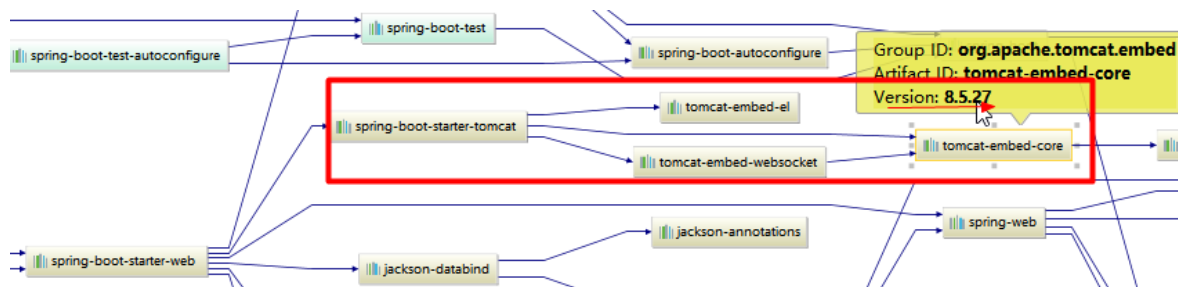 spring-boot-test
spring-boot-test-autoconfigure
spring-boot-autoconfigure
Group ID: org.apache.tomcat.embed
Artifact ID: tomcat-embed-core
Version: 8.5.27
tomcat-embed-el
spring-boot-starter-tomcat
tomcat-embed-core
tomcat-embed-websocket
spring-web
jackson-annotations
spring-boot-starter-web
jackson-databind